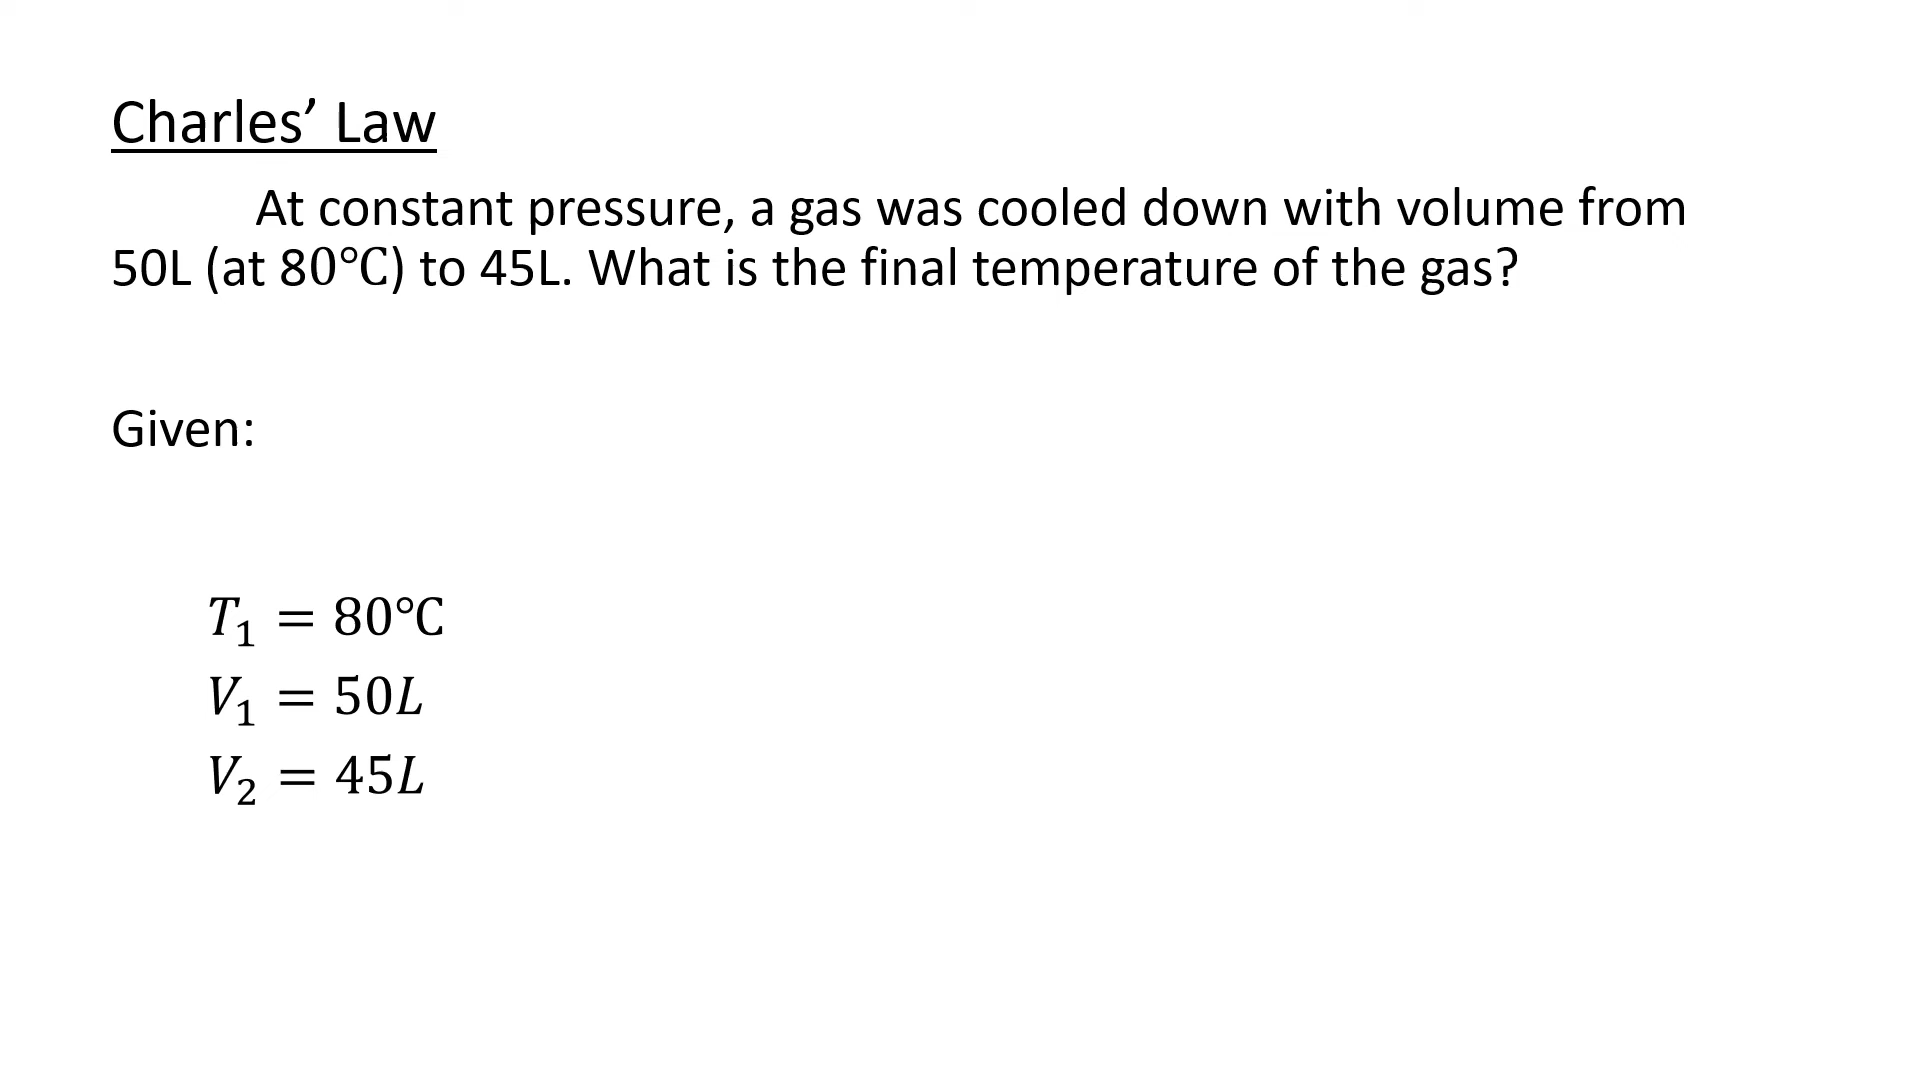 Charles’ Law
At constant pressure, a gas was cooled down with volume from
50L (at 80℃) to 45L. What is the final temperature of the gas?
Given:
T₁ = 80℃
V₁ = 50L
V₂ = 45L